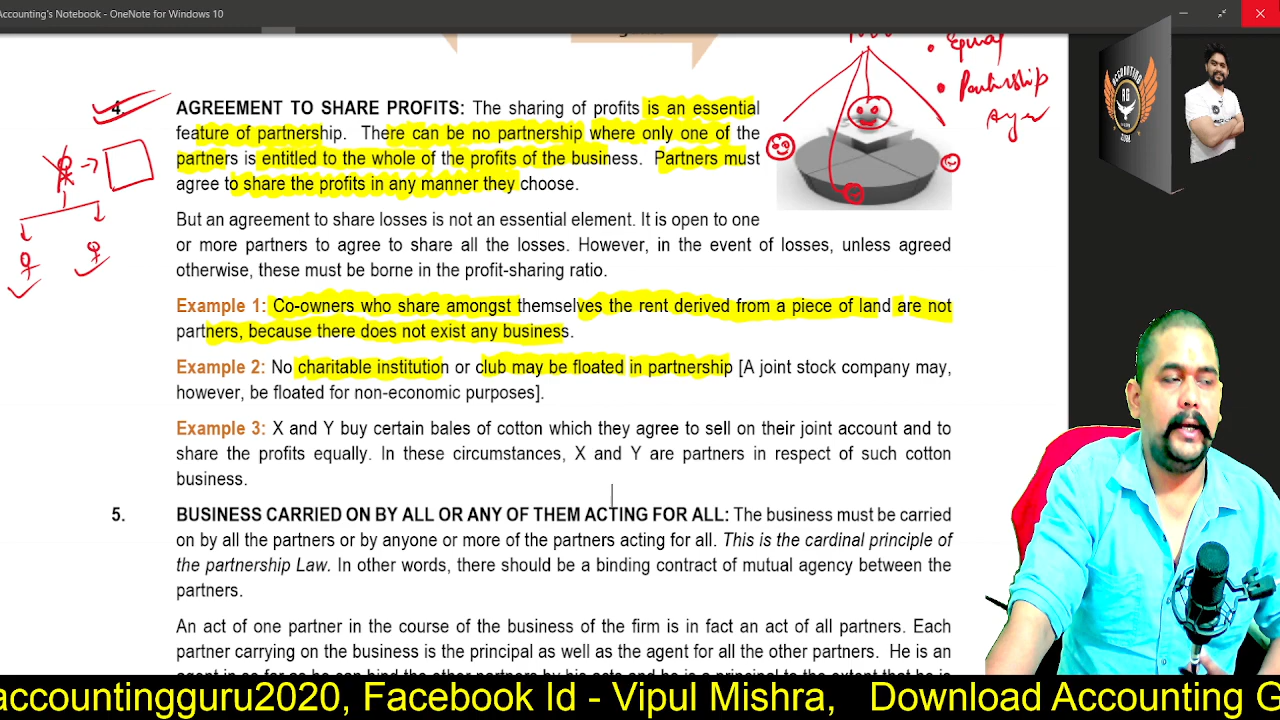 Accounting's Notebook - OneNote for Windows 10
• Equal
• Partnership
4. AGREEMENT TO SHARE PROFITS: The sharing of profits is an essential
feature of partnership. There can be no partnership where only one of the
partners is entitled to the whole of the profits of the business. Partners must
agree to share the profits in any manner they choose.
But an agreement to share losses is not an essential element. It is open to one
or more partners to agree to share all the losses. However, in the event of losses, unless agreed
otherwise, these must be borne in the profit-sharing ratio.
Example 1: Co-owners who share amongst themselves the rent derived from a piece of land are not
partners, because there does not exist any business.
Example 2: No charitable institution or club may be floated in partnership [A joint stock company may,
however, be floated for non-economic purposes].
Example 3: X and Y buy certain bales of cotton which they agree to sell on their joint account and to
share the profits equally. In these circumstances, X and Y are partners in respect of such cotton
business.
5. BUSINESS CARRIED ON BY ALL OR ANY OF THEM ACTING FOR ALL: The business must be carried
on by all the partners or by anyone or more of the partners acting for all. This is the cardinal principle of
the partnership Law. In other words, there should be a binding contract of mutual agency between the
partners.
An act of one partner in the course of the business of the firm is in fact an act of all partners. Each
partner carrying on the business is the principal as well as the agent for all the other partners. He is an
ACCOUNTING
RG
GURU
accountingguru2020, Facebook Id - Vipul Mishra, Download Accounting G